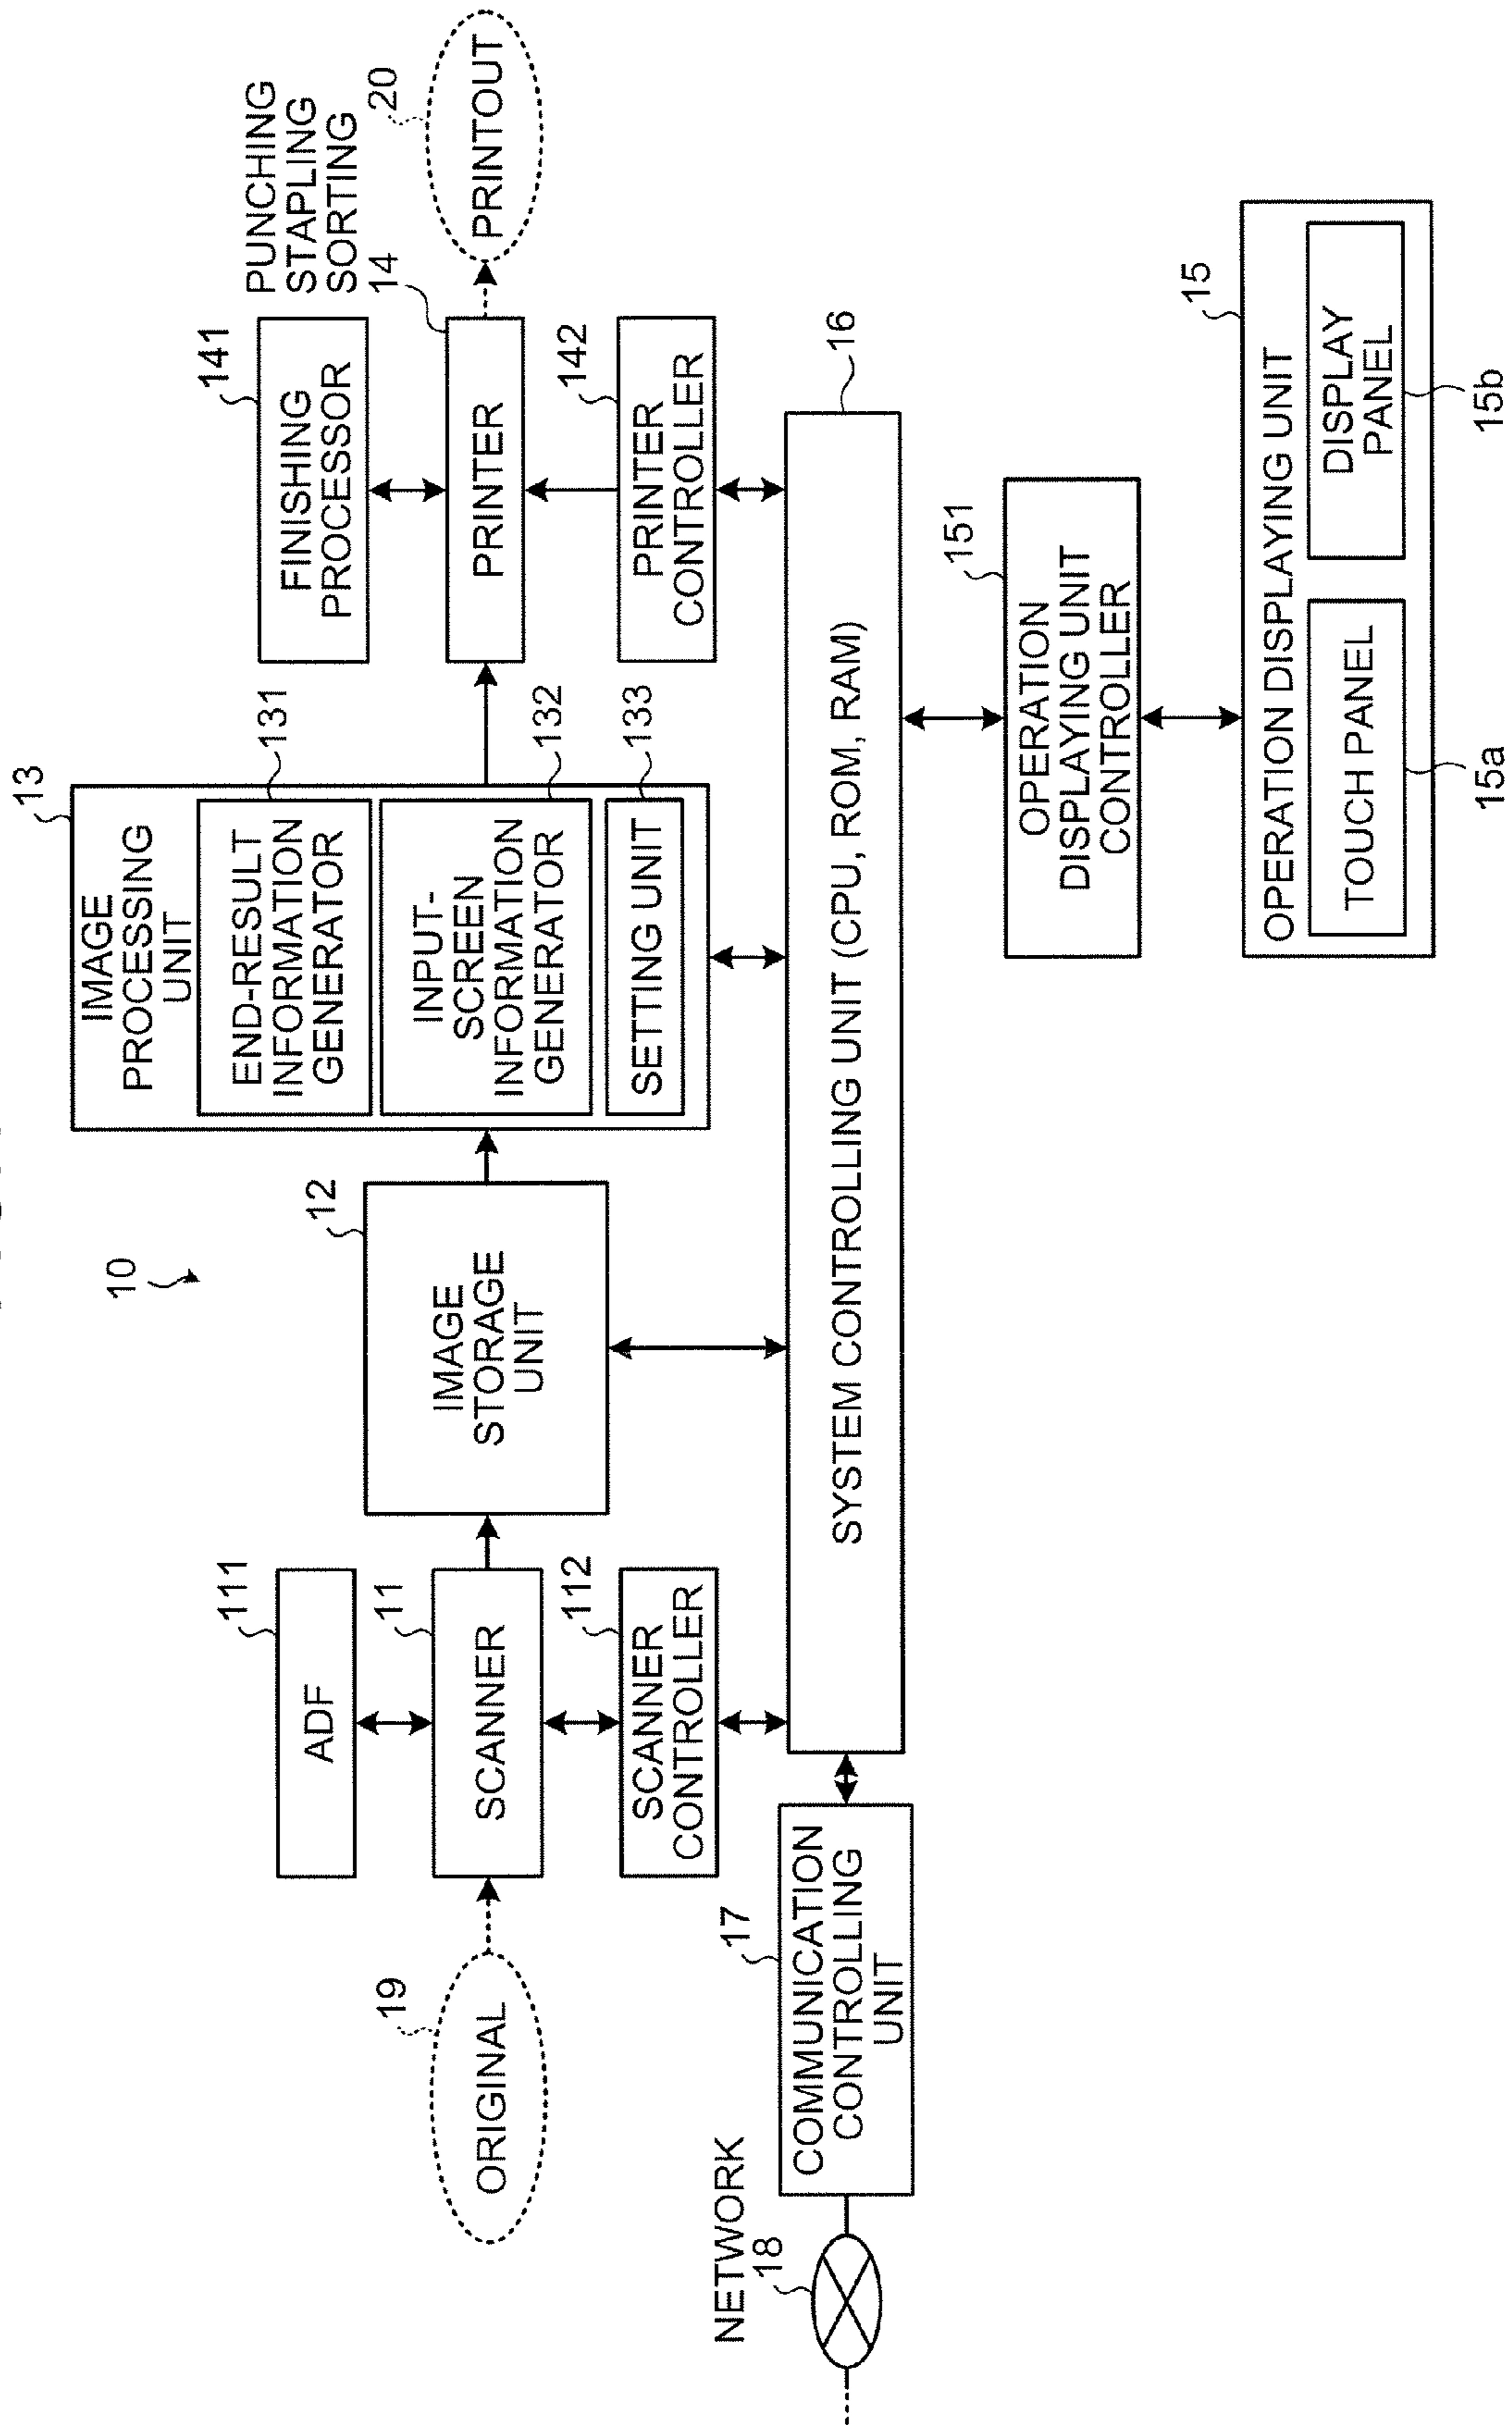 10
19
ORIGINAL
111
ADF
11
SCANNER
112
SCANNER
CONTROLLER
12
IMAGE
STORAGE
UNIT
13
IMAGE
PROCESSING
UNIT
131
END-RESULT
INFORMATION
GENERATOR
132
INPUT-
SCREEN
INFORMATION
GENERATOR
133
SETTING UNIT
141
FINISHING
PROCESSOR
PUNCHING
STAPLING
SORTING
14
PRINTER
20
PRINTOUT
142
PRINTER
CONTROLLER
16
SYSTEM CONTROLLING UNIT (CPU, ROM, RAM)
NETWORK
18
17
COMMUNICATION
CONTROLLING
UNIT
151
OPERATION
DISPLAYING UNIT
CONTROLLER
15
OPERATION DISPLAYING UNIT
TOUCH PANEL
15a
DISPLAY
PANEL
15b